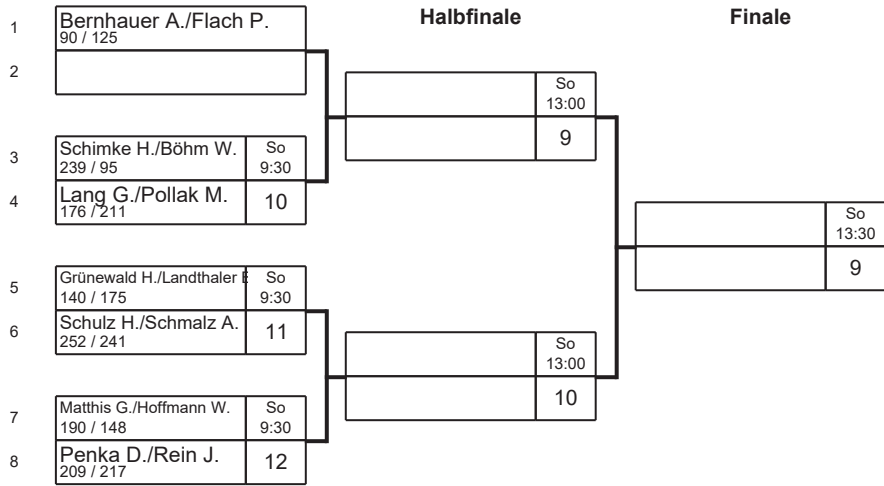 Halbfinale
Finale
1
Bernhauer A./Flach P.
90 / 125
2
3
Schimke H./Böhm W.
239 / 95
So
9:30
4
Lang G./Pollak M.
176 / 211
10
5
Grünewald H./Landthaler E
140 / 175
So
9:30
6
Schulz H./Schmalz A.
252 / 241
11
7
Matthis G./Hoffmann W.
190 / 148
So
9:30
8
Penka D./Rein J.
209 / 217
12
So
13:00
9
So
13:00
10
So
13:30
9